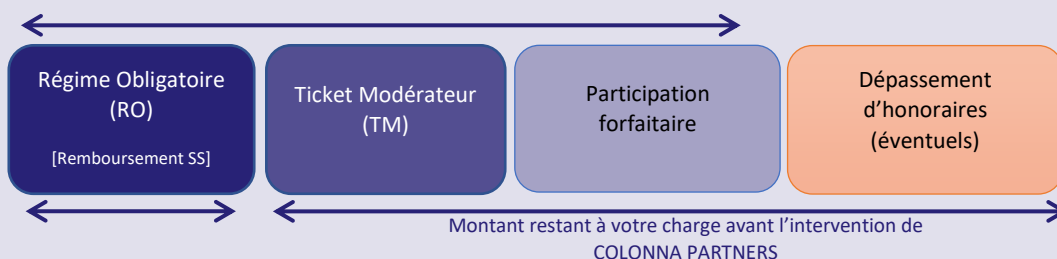 Régime Obligatoire
(RO)
[Remboursement SS]
Ticket Modérateur
(TM)
Participation
forfaitaire
Dépassement
d’honoraires
(éventuels)
Montant restant à votre charge avant l’intervention de
COLONNA PARTNERS